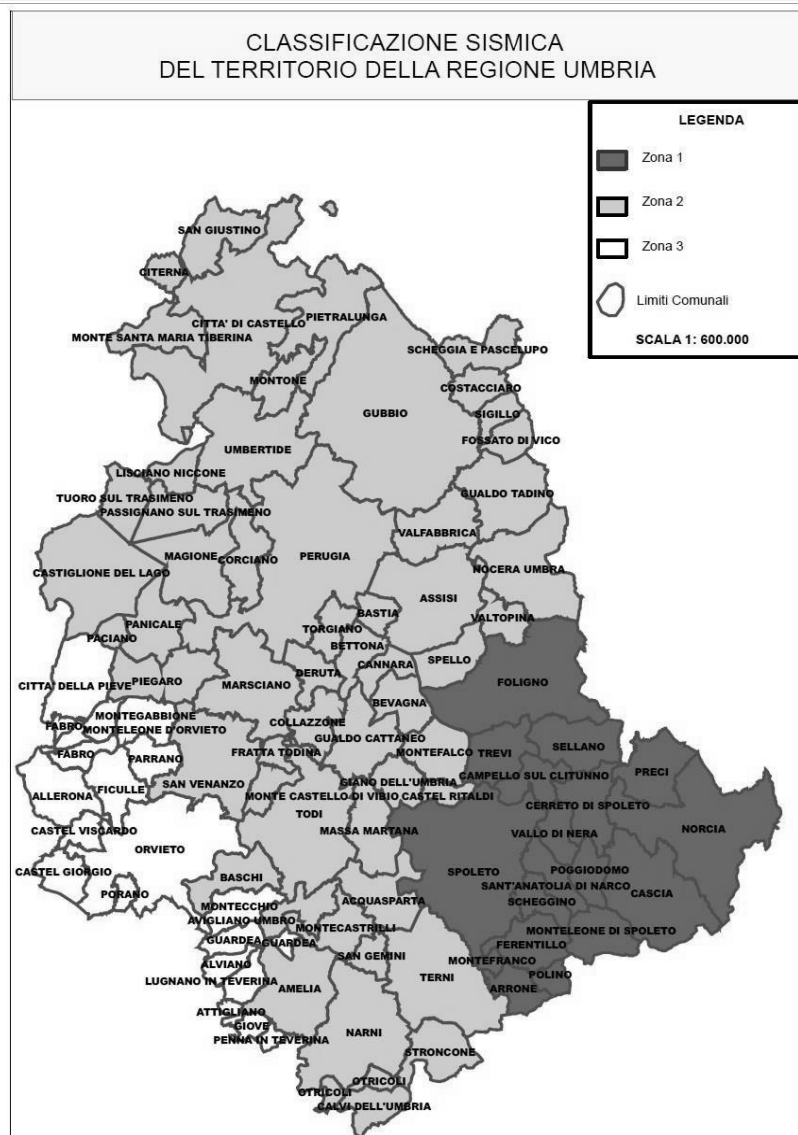 CLASSIFICAZIONE SISMICA
DEL TERRITORIO DELLA REGIONE UMBRIA
LEGENDA
Zona 1
Zona 2
Zona 3
Limiti Comunali
SCALA 1: 600.000
SAN GIUSTINO
CITERNA
PIETRALUNGA
CITTA' DI CASTELLO
MONTE SANTA MARIA TIBERINA
SCHEGGIA E PASCELUPO
MONTONE
COSTACCIARO
GUBBIO
SIGILLO
FOSSATO DI VICO
UMBERTIDE
LISCIANO NICCONE
GUALDO TADINO
TUORO SUL TRASIMENO
PASSIGNANO SUL TRASIMENO
VALFABBRICA
MAGIONE
CORCIANO
PERUGIA
CASTIGLIONE DEL LAGO
NOCERA UMBRA
ASSISI
BASTIA
VALTOPINA
PANICALE
TORGIANO
PACIANO
BETTONA
CANNARA
SPELLO
DERUTA
FOLIGNO
CITTA' DELLA PIEVE
PIEGARO
MARSCIANO
BEVAGNA
MONTEGABBIONE
COLLAZZONE
FABRO
MONTELEONE D'ORVIETO
GUALDO CATTANEO
SELLANO
FABRO
PARRANO
FRATTA TODINA
MONTEFALCO
TREVI
PRECI
SAN VENANZO
GIANO DELL'UMBRIA
CAMPELLO SUL CLITUNNO
ALLERONA
FICULLE
MONTE CASTELLO DI VIBIO
CASTEL RITALDI
CERRETO DI SPOLETO
TODI
CASTEL VISCARDO
MASSA MARTANA
VALLO DI NERA
NORCIA
ORVIETO
CASTEL GIORGIO
BASCHI
SPOLETO
POGGIODOMO
SANT'ANATOLIA DI NARCO
CASCIA
PORANO
MONTECCHIO
ACQUASPARTA
SCHEGGINO
AVIGLIANO UMBRO
MONTECASTRILLI
MONTELEONE DI SPOLETO
GUARDEA
GUARDEA
FERENTILLO
SAN GEMINI
MONTEFRANCO
ALVIANO
TERNI
POLINO
LUGNANO IN TEVERINA
AMELIA
ARRONE
ATTIGLIANO
GIOVE
NARNI
PENNA IN TEVERINA
STRONCONE
OTRICOLI
OTRICOLI
CALVI DELL'UMBRIA